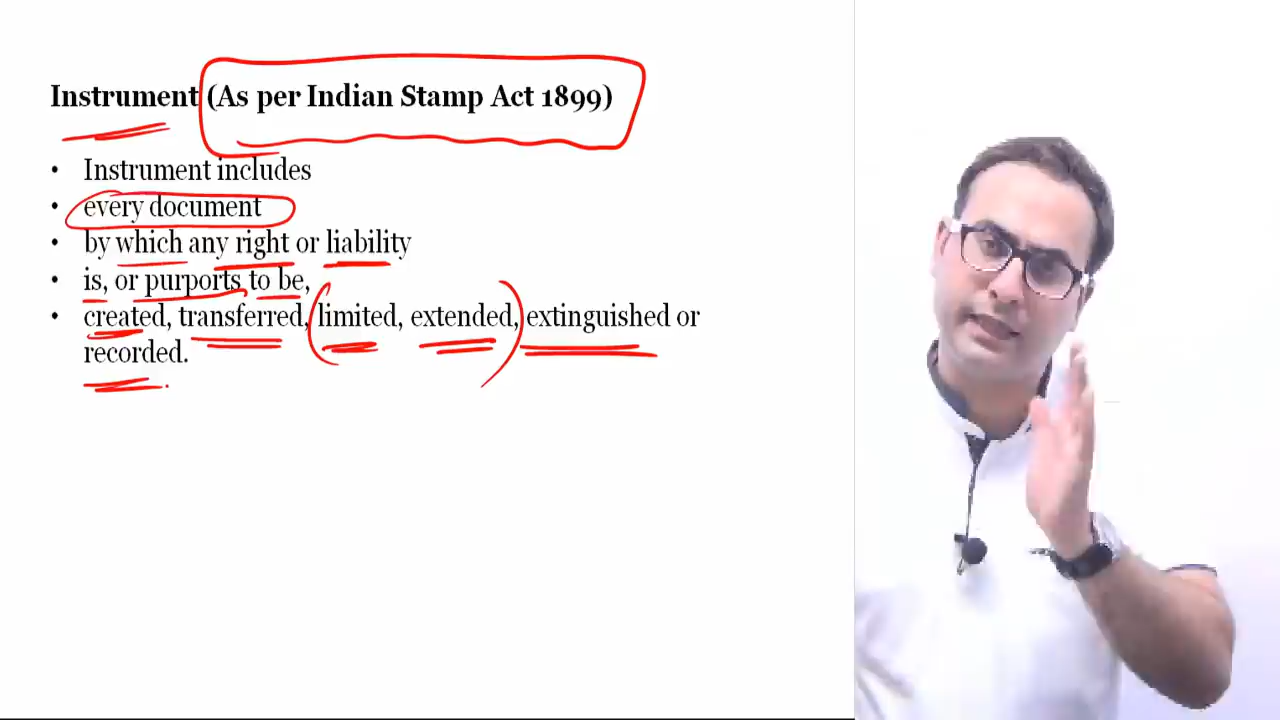 Instrument (As per Indian Stamp Act 1899)
• Instrument includes
• every document
• by which any right or liability
• is, or purports to be,
• created, transferred, limited, extended, extinguished or
recorded.